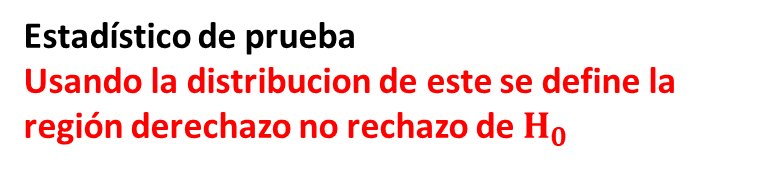 Estadístico de prueba
Usando la distribucion de este se define la
región derechazo no rechazo de H₀